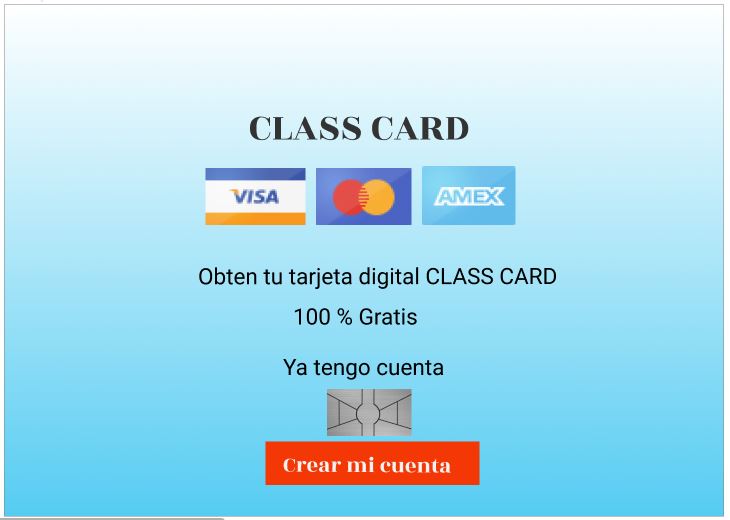 CLASS CARD
VISA AMEX
Obten tu tarjeta digital CLASS CARD
100 % Gratis
Ya tengo cuenta
Crear mi cuenta